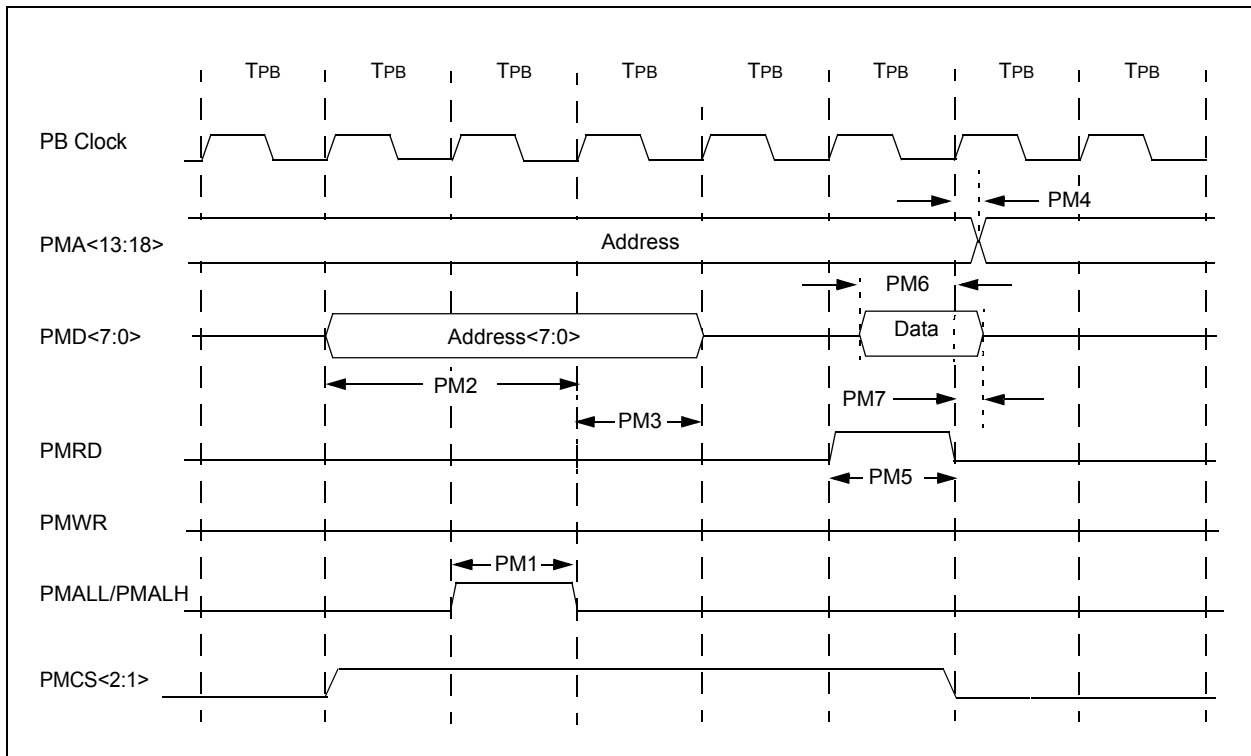 TPB TPB TPB TPB TPB TPB TPB TPB
PB Clock
PM4
PMA<13:18>
Address
PM6
PMD<7:0>
Address<7:0>
Data
PM2
PM7
PM3
PMRD
PM5
PMWR
PM1
PMALL/PMALH
PMCS<2:1>